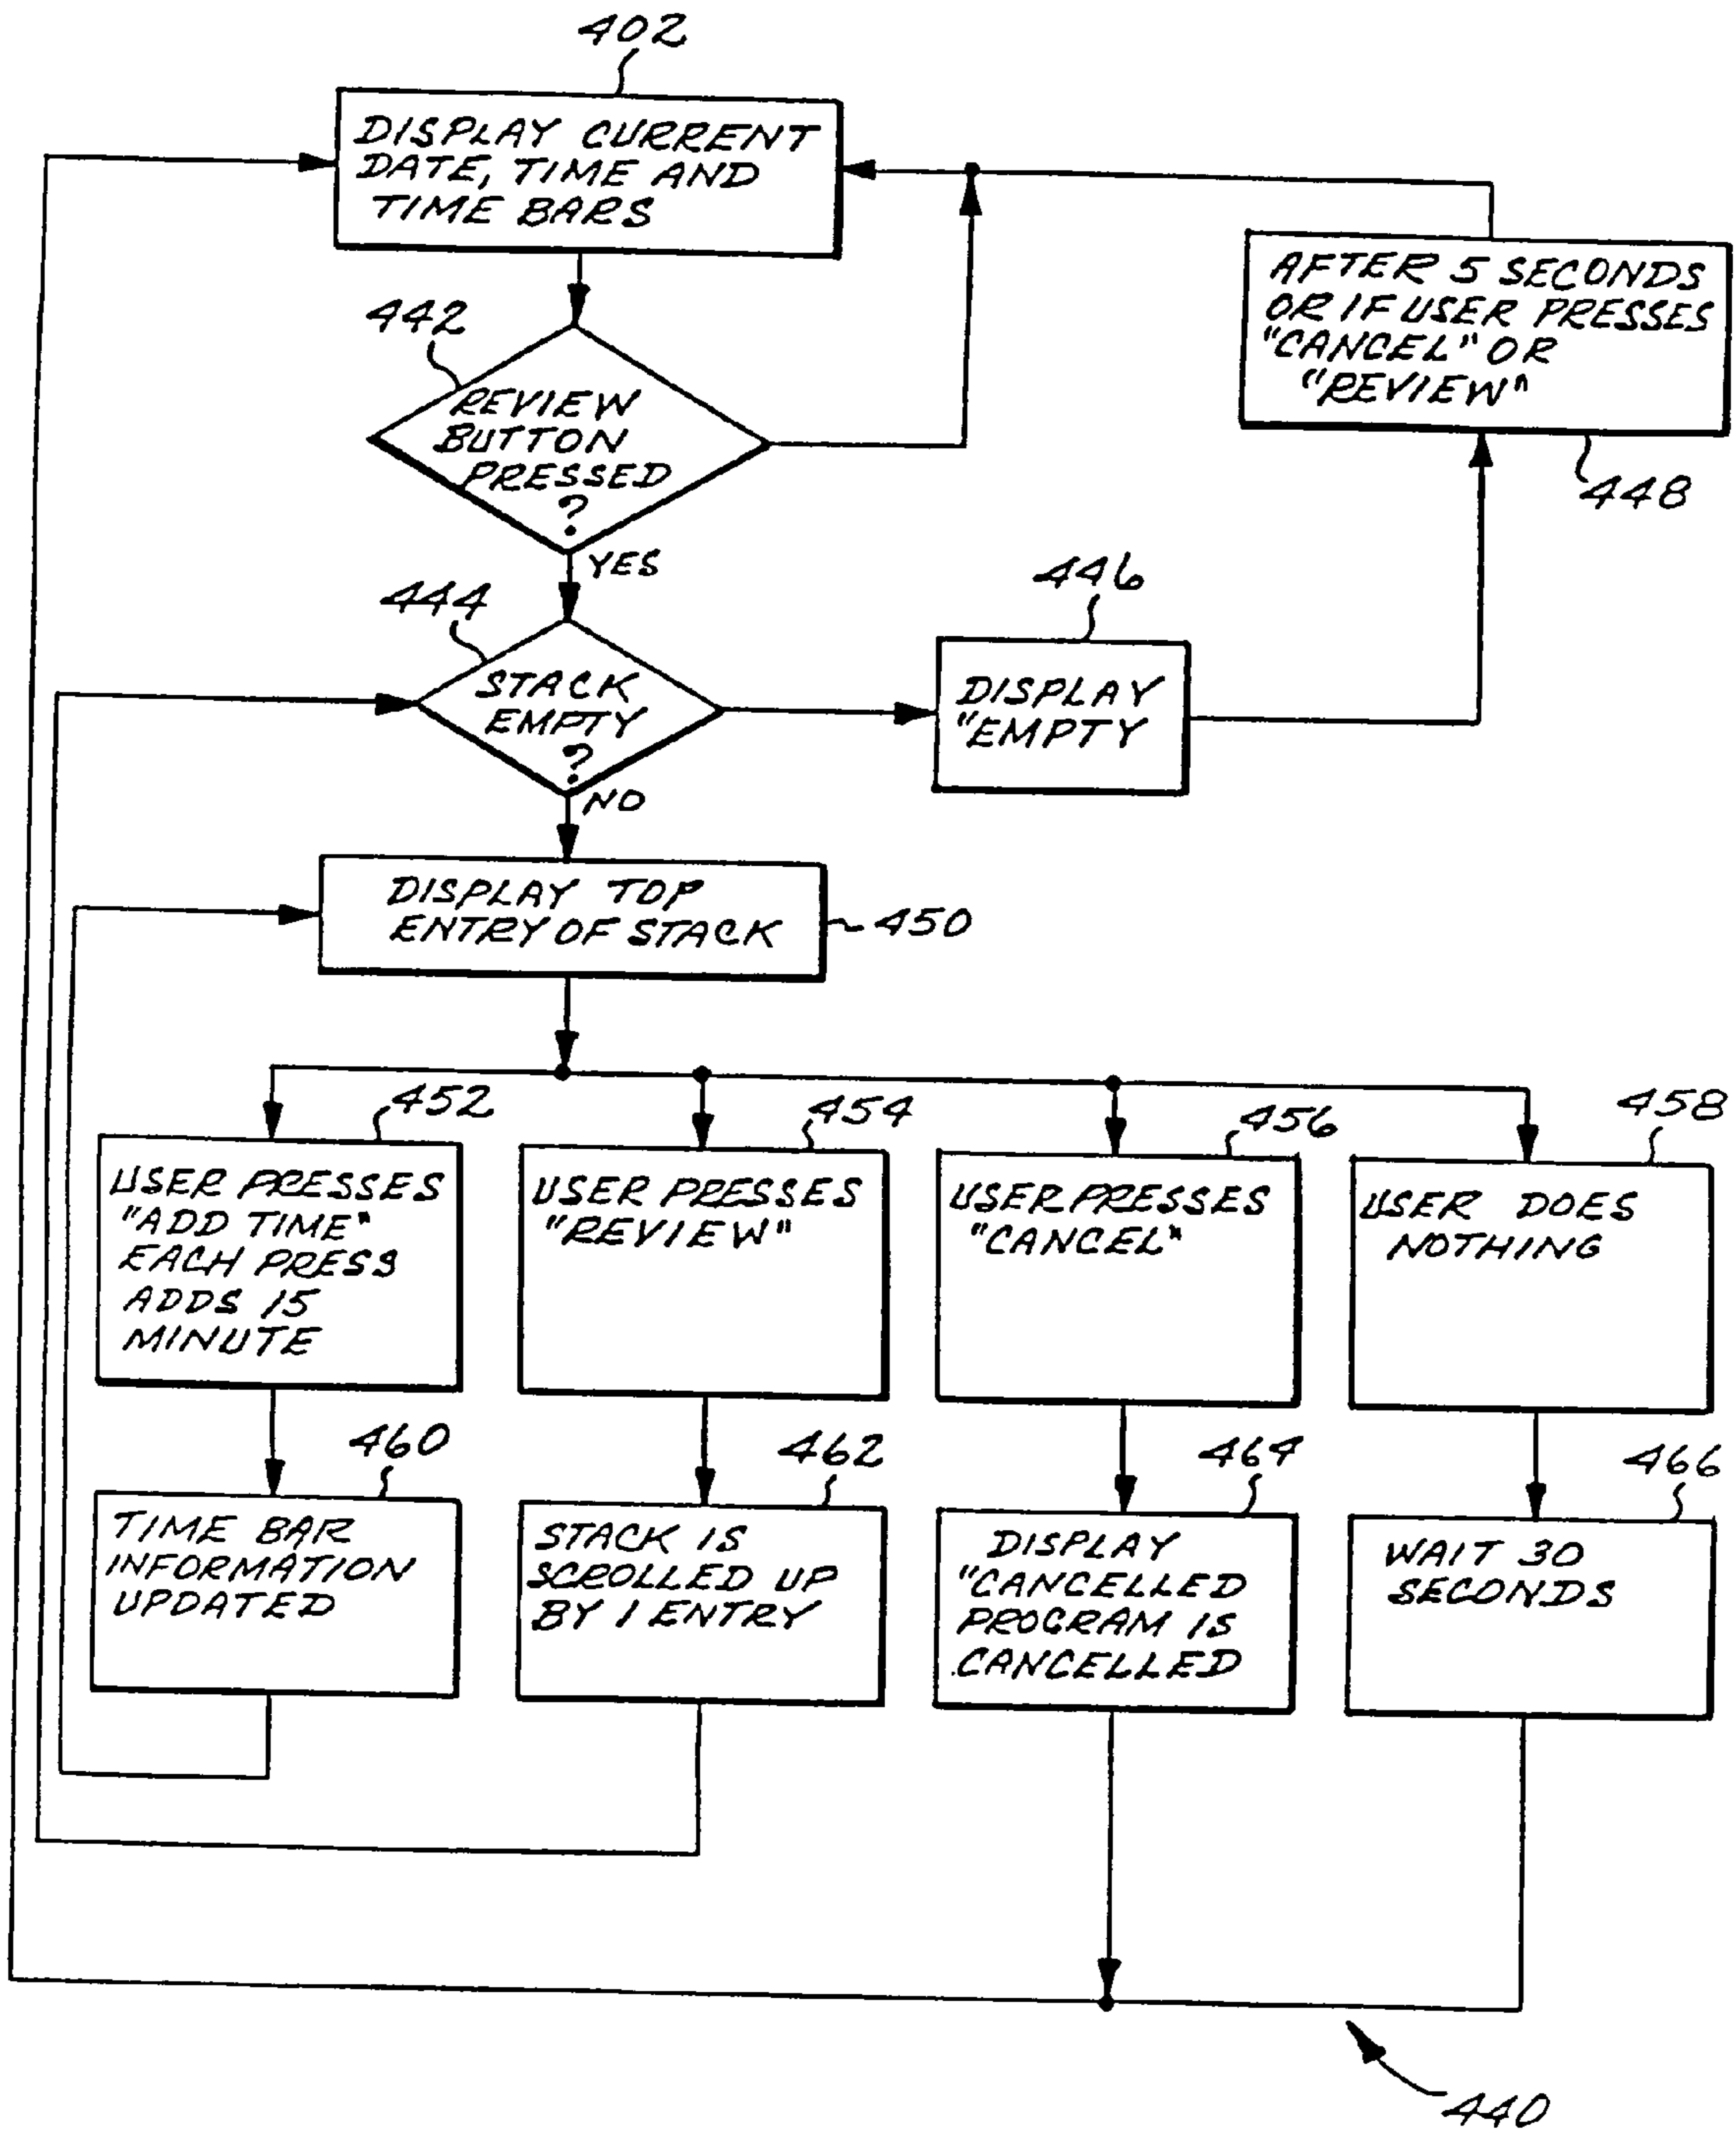 402
DISPLAY CURRENT
DATE, TIME AND
TIME BARS
442
REVIEW
BUTTON
PRESSED
?
YES
AFTER 5 SECONDS
OR IF USER PRESSES
"CANCEL" OR
"REVIEW"
448
444
STACK
EMPTY
?
NO
446
DISPLAY
"EMPTY
DISPLAY TOP
ENTRY OF STACK
450
452
USER PRESSES
"ADD TIME"
EACH PRESS
ADDS 15
MINUTE
454
USER PRESSES
"REVIEW"
456
USER PRESSES
"CANCEL"
458
USER DOES
NOTHING
460
TIME BAR
INFORMATION
UPDATED
462
STACK IS
SCROLLED UP
BY 1 ENTRY
464
DISPLAY
"CANCELLED
PROGRAM IS
CANCELLED
466
WAIT 30
SECONDS
440